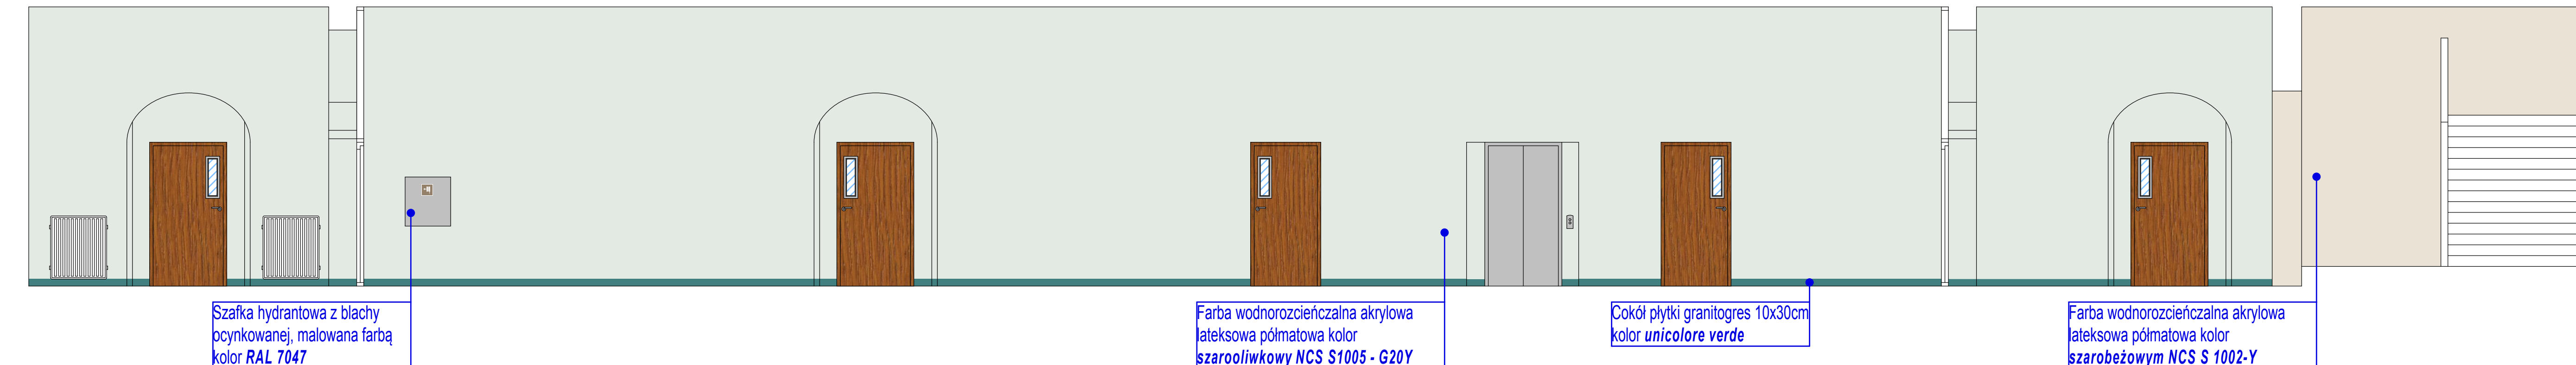 Szafka hydrantowa z blachy
ocynkowanej, malowana farbą
kolor RAL 7047
Farba wodnorozcieńczalna akrylowa
lateksowa półmatowa kolor
szarooliwkowy NCS S1005 - G20Y
Cokół płytki granitogres 10x30cm
kolor unicolore verde
Farba wodnorozcieńczalna akrylowa
lateksowa półmatowa kolor
szarobeżowym NCS S 1002-Y